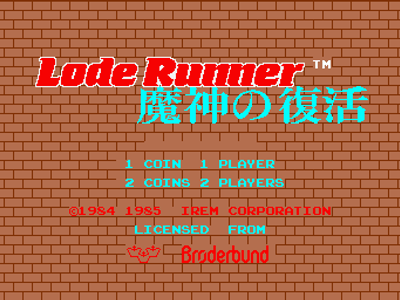 Lode Runner ™
魔神の復活
1 COIN 1 PLAYER
2 COINS 2 PLAYERS
©1984 1985 IREM CORPORATION
LICENSED FROM
Brøderbund